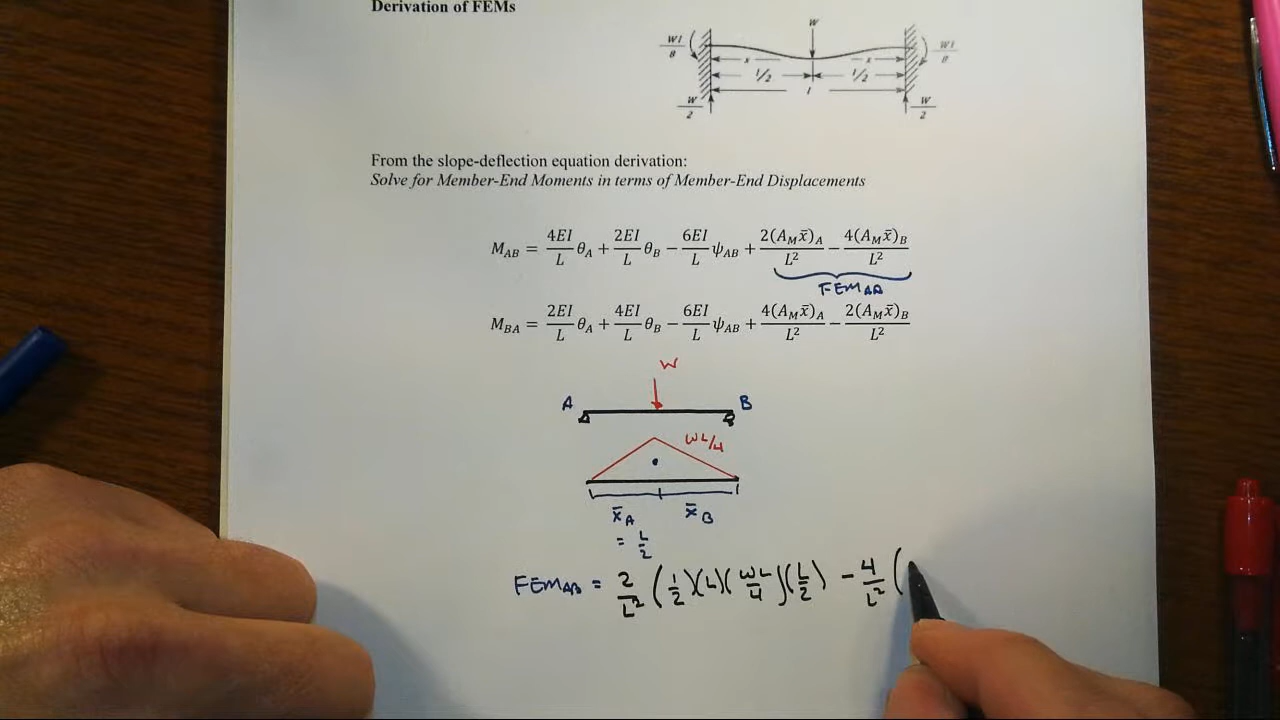 Derivation of FEMs
W
Wl/8 Wl/8
x x
l/2 l/2
l
W/2 W/2
From the slope-deflection equation derivation:
Solve for Member-End Moments in terms of Member-End Displacements
M_AB = 4EI/L θ_A + 2EI/L θ_B − 6EI/L ψ_AB + 2(A_M x̄)_A/L² − 4(A_M x̄)_B/L²
FEM_AB
M_BA = 2EI/L θ_A + 4EI/L θ_B − 6EI/L ψ_AB + 4(A_M x̄)_A/L² − 2(A_M x̄)_B/L²
W
A B
WL/4
x̄_A x̄_B
= L/2
FEM_AB = 2/L² (1/2)(L)(WL/4)(L/2) − 4/L² (